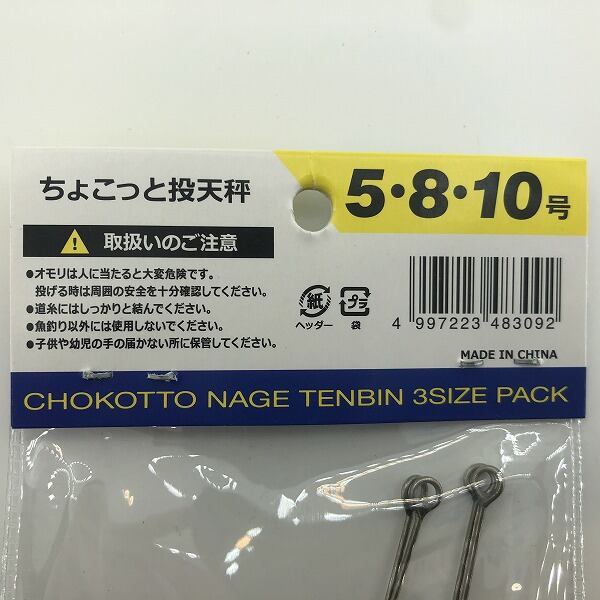 ちょこっと投天秤
5・8・10号
! 取扱いのご注意
●オモリは人に当たると大変危険です。
投げる時は周囲の安全を十分確認してください。
●道糸にはしっかりと結んでください。
●魚釣り以外には使用しないでください。
●子供や幼児の手の届かない所に保管してください。
紙 プラ
ヘッダー 袋
4 997223 483092
MADE IN CHINA
CHOKOTTO NAGE TENBIN 3SIZE PACK